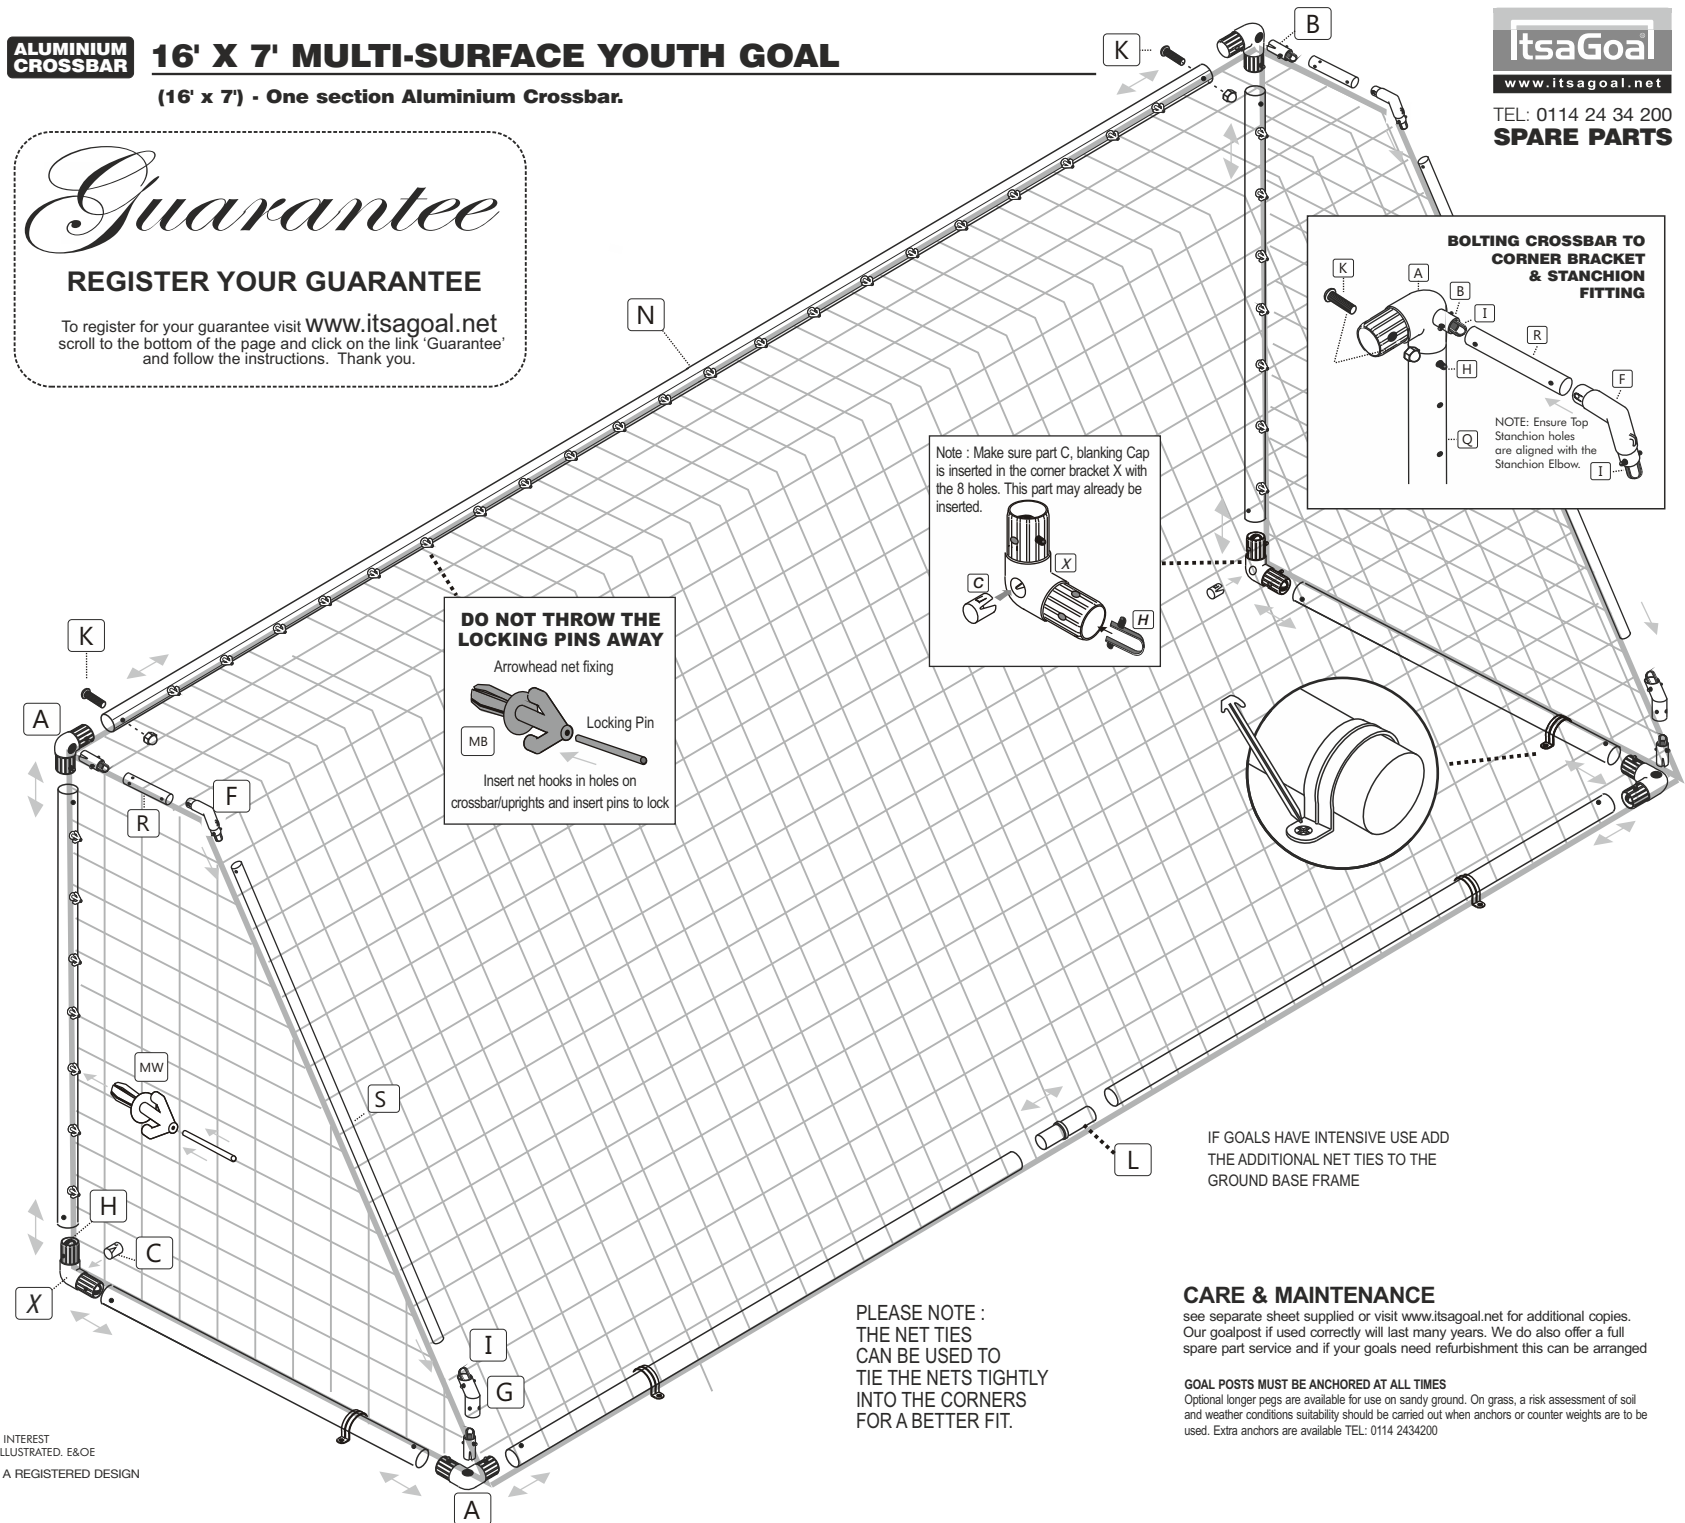 ALUMINIUM
CROSSBAR
16' X 7' MULTI-SURFACE YOUTH GOAL
(16' x 7') - One section Aluminium Crossbar.
Guarantee
REGISTER YOUR GUARANTEE
To register for your guarantee visit www.itsagoal.net
scroll to the bottom of the page and click on the link ‘Guarantee’
and follow the instructions. Thank you.
K
B
ItsaGoal
www.itsagoal.net
TEL: 0114 24 34 200
SPARE PARTS
BOLTING CROSSBAR TO
CORNER BRACKET
& STANCHION
FITTING
K
A
B
I
R
H
F
Q
I
NOTE: Ensure Top
Stanchion holes
are aligned with the
Stanchion Elbow.
N
Note : Make sure part C, blanking Cap
is inserted in the corner bracket X with
the 8 holes. This part may already be
inserted.
X
C
H
DO NOT THROW THE
LOCKING PINS AWAY
Arrowhead net fixing
Locking Pin
MB
Insert net hooks in holes on
crossbar/uprights and insert pins to lock
K
A
R
F
MW
S
H
C
X
I
G
A
L
IF GOALS HAVE INTENSIVE USE ADD
THE ADDITIONAL NET TIES TO THE
GROUND BASE FRAME
PLEASE NOTE :
THE NET TIES
CAN BE USED TO
TIE THE NETS TIGHTLY
INTO THE CORNERS
FOR A BETTER FIT.
CARE & MAINTENANCE
see separate sheet supplied or visit www.itsagoal.net for additional copies.
Our goalpost if used correctly will last many years. We do also offer a full
spare part service and if your goals need refurbishment this can be arranged
GOAL POSTS MUST BE ANCHORED AT ALL TIMES
Optional longer pegs are available for use on sandy ground. On grass, a risk assessment of soil
and weather conditions suitability should be carried out when anchors or counter weights are to be
used. Extra anchors are available TEL: 0114 2434200
INTEREST
LLUSTRATED. E&OE
A REGISTERED DESIGN